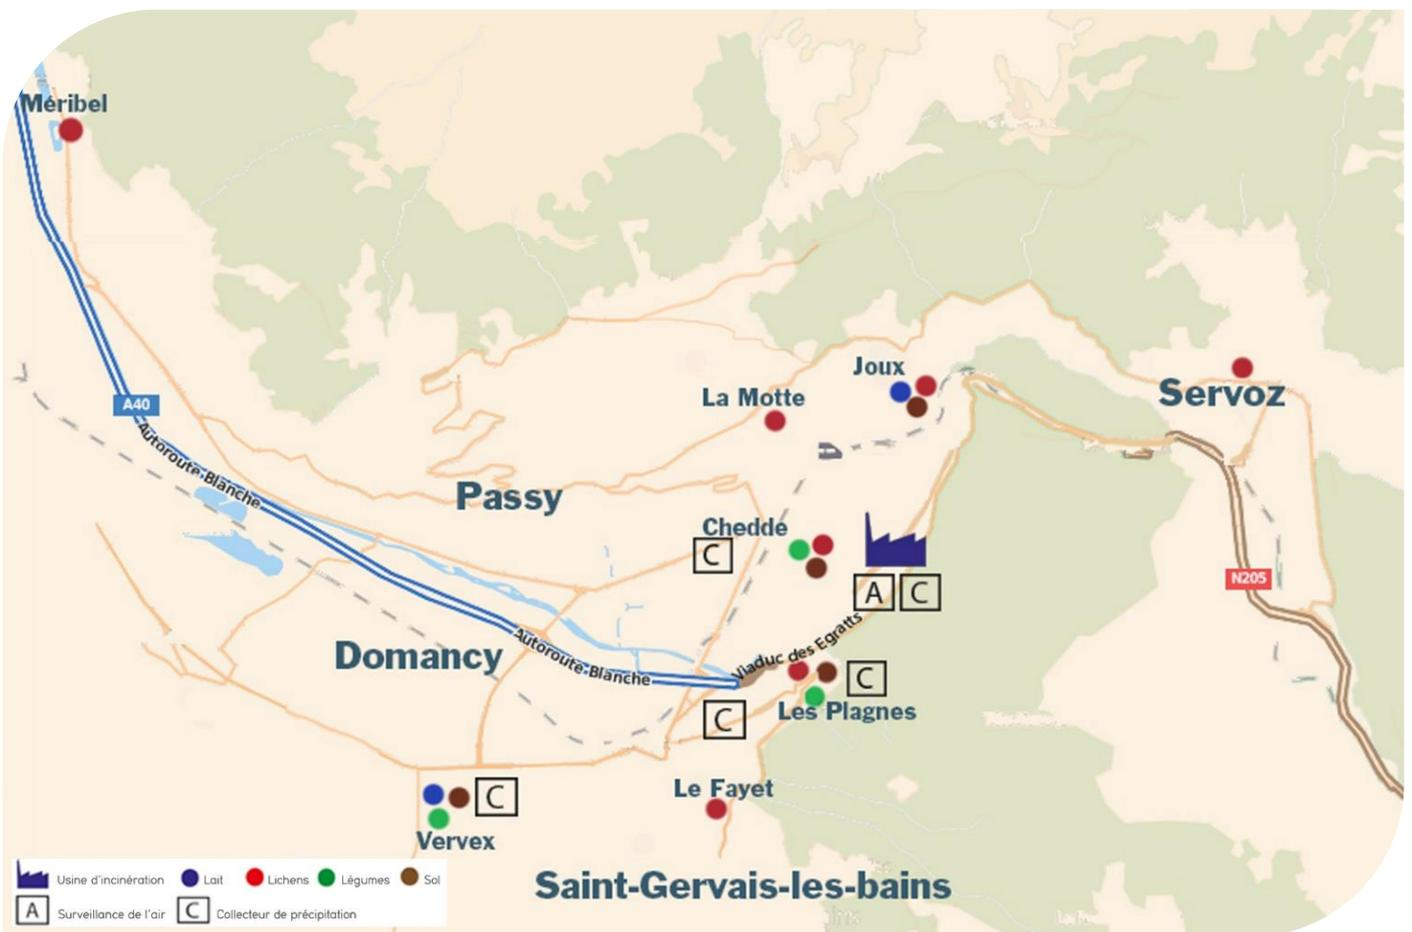 Méribel
Joux
La Motte
Servoz
A40
Autoroute Blanche
Passy
Chedde
C
N205
A
C
Viaduc des Egratts
Domancy
Autoroute Blanche
C
C
Les Plagnes
Le Fayet
C
Vervex
Saint-Gervais-les-bains
Usine d'incinération
Lait
Lichens
Légumes
Sol
A
Surveillance de l'air
C
Collecteur de précipitation